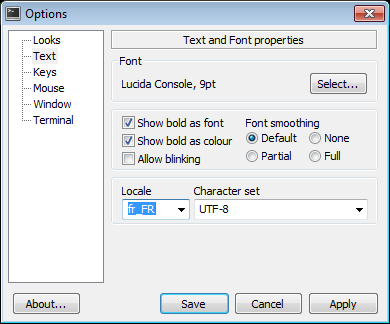 Options
Looks
Text
Keys
Mouse
Window
Terminal
Text and Font properties
Font
Lucida Console, 9pt
Select...
Show bold as font
Show bold as colour
Allow blinking
Font smoothing
Default
None
Partial
Full
Locale
Character set
fr_FR
UTF-8
About...
Save
Cancel
Apply